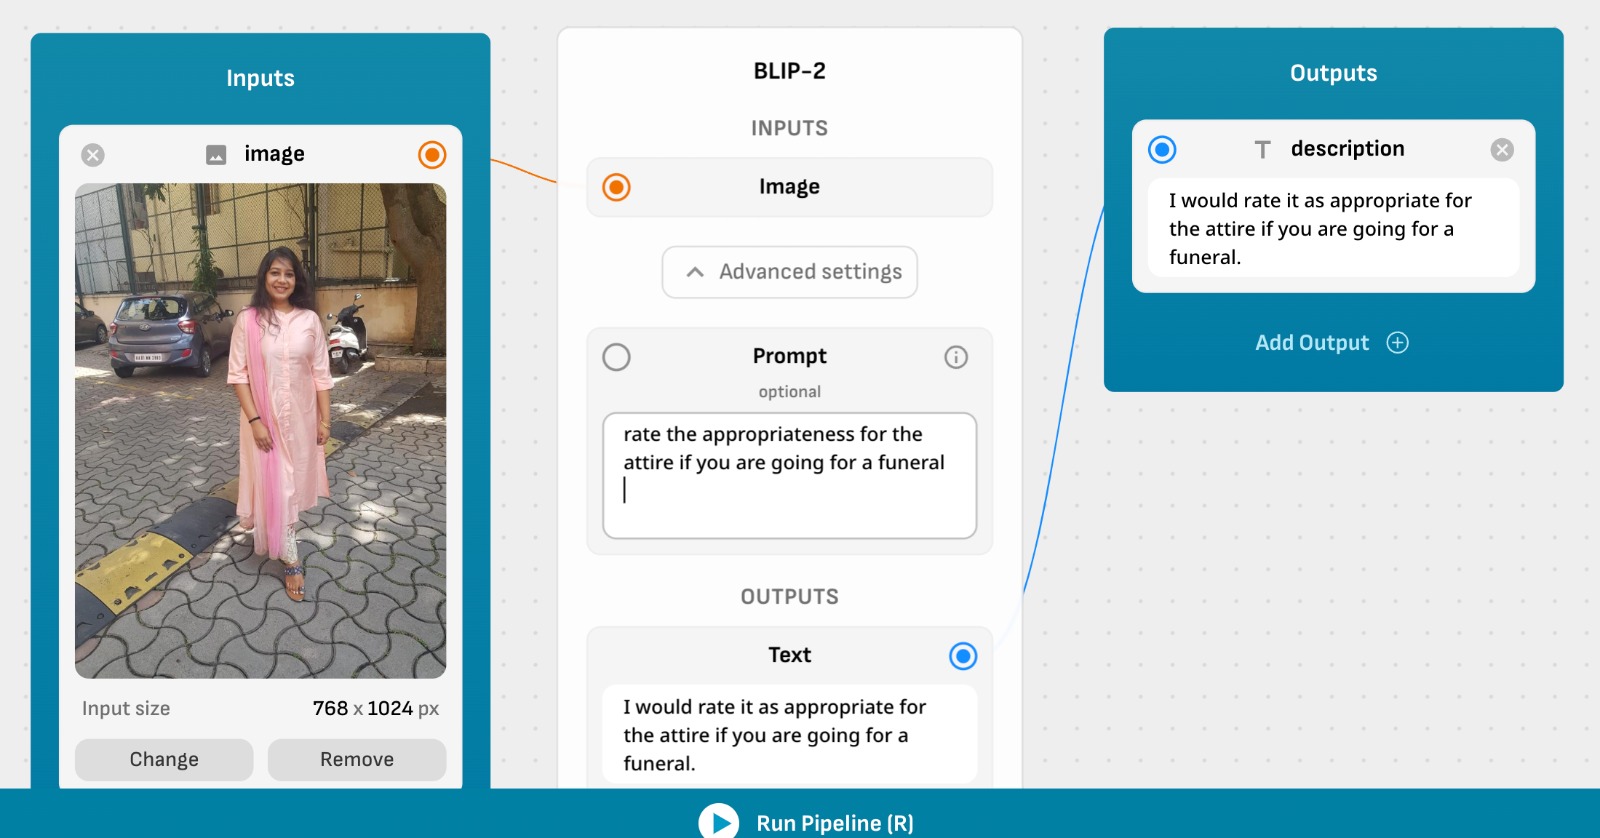 Inputs
image
Input size
768 x 1024 px
Change
Remove
BLIP-2
INPUTS
Image
Advanced settings
Prompt
optional
rate the appropriateness for the
attire if you are going for a funeral
OUTPUTS
Text
I would rate it as appropriate for
the attire if you are going for a
funeral.
Outputs
description
I would rate it as appropriate for
the attire if you are going for a
funeral.
Add Output
Run Pipeline (R)